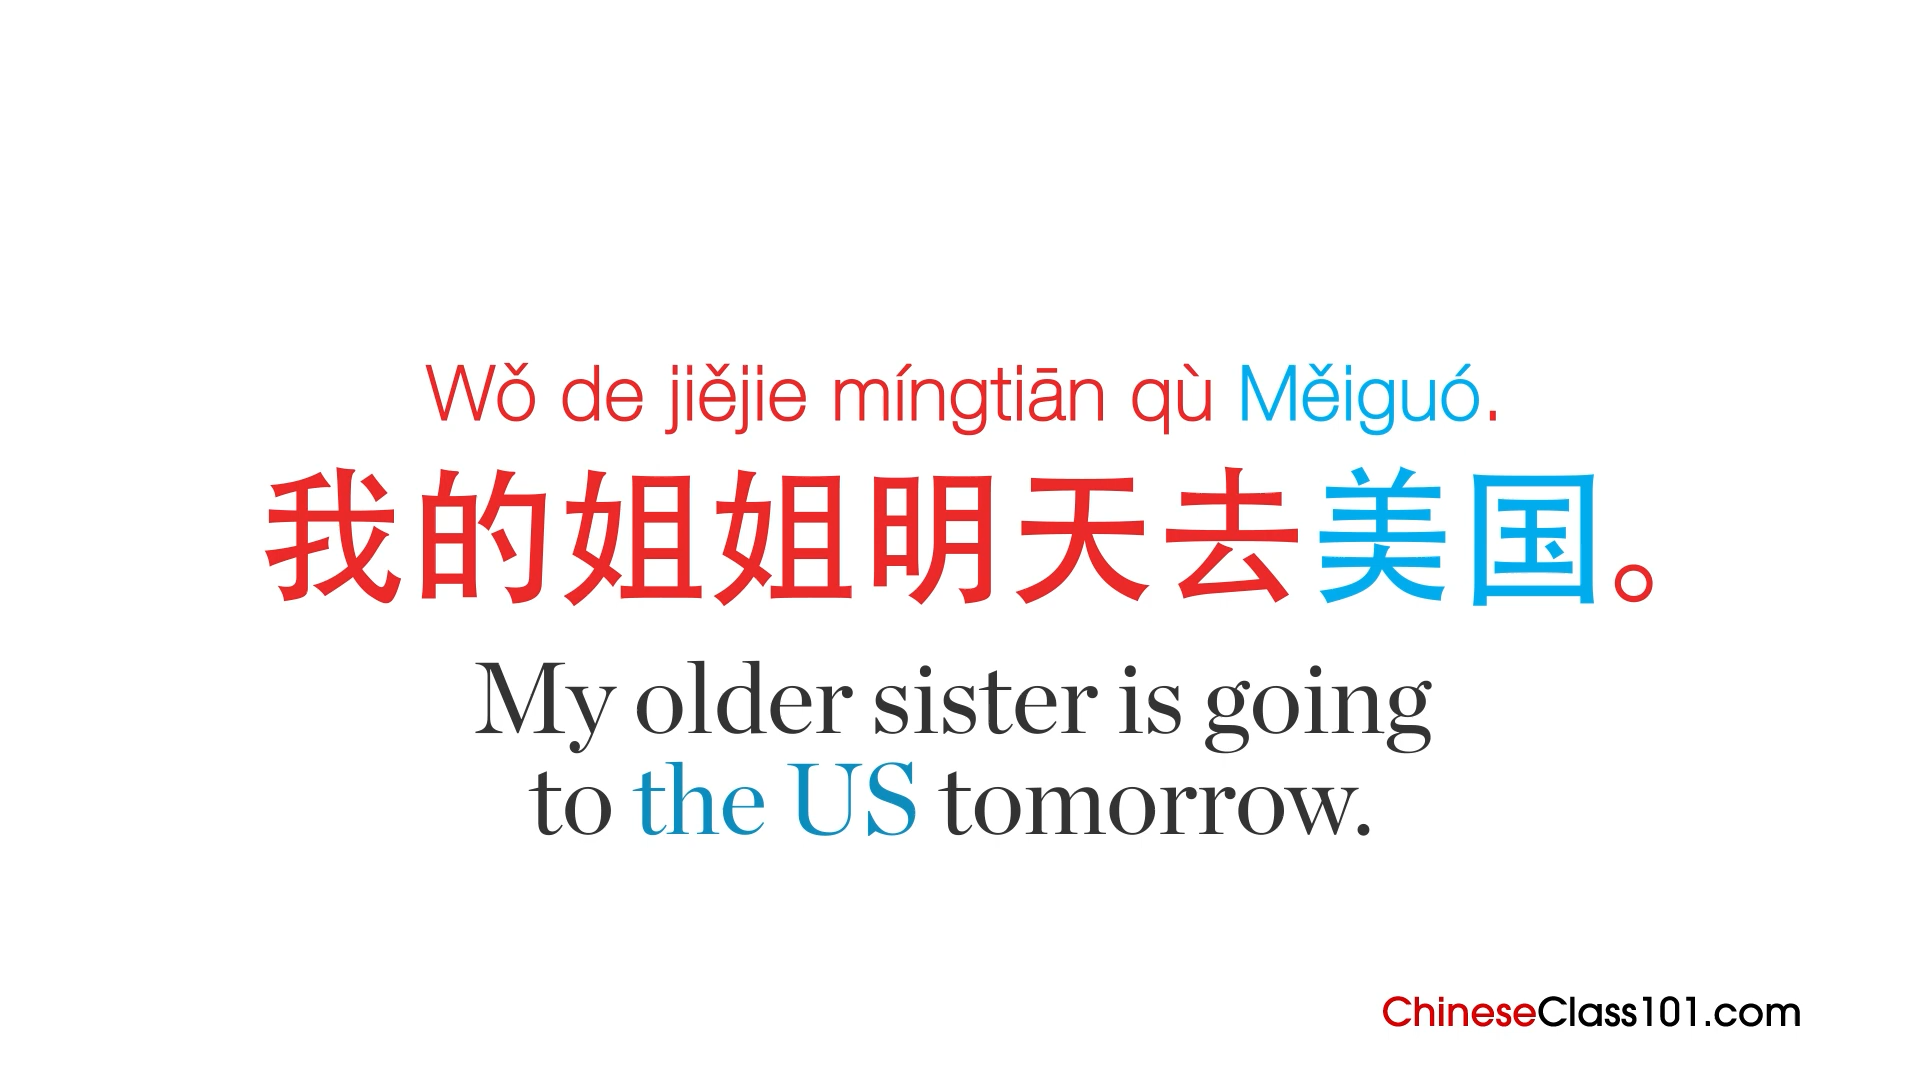 Wǒ de jiějie míngtiān qù Měiguó.
我的姐姐明天去美国。
My older sister is going
to the US tomorrow.
ChineseClass101.com